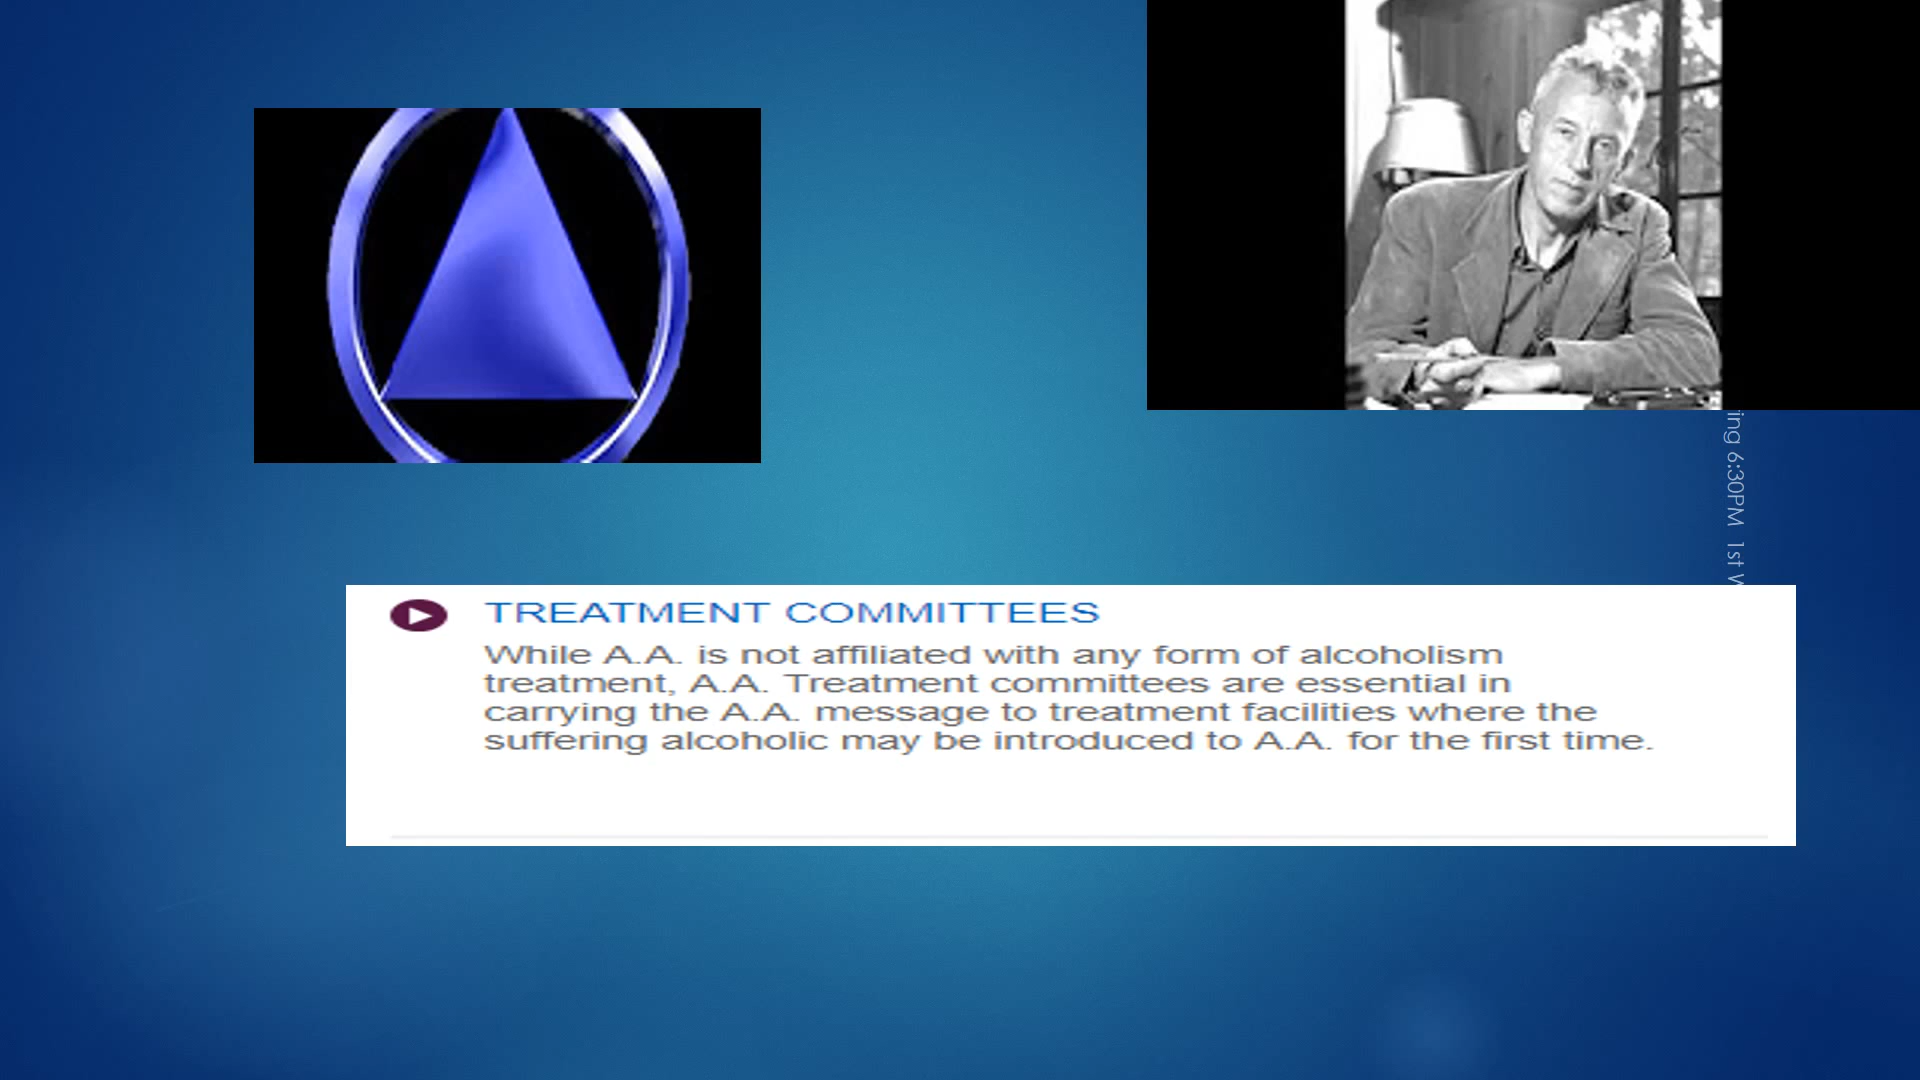 ing 6:30PM 1st
TREATMENT COMMITTEES
While A.A. is not affiliated with any form of alcoholism
treatment, A.A. Treatment committees are essential in
carrying the A.A. message to treatment facilities where the
suffering alcoholic may be introduced to A.A. for the first time.